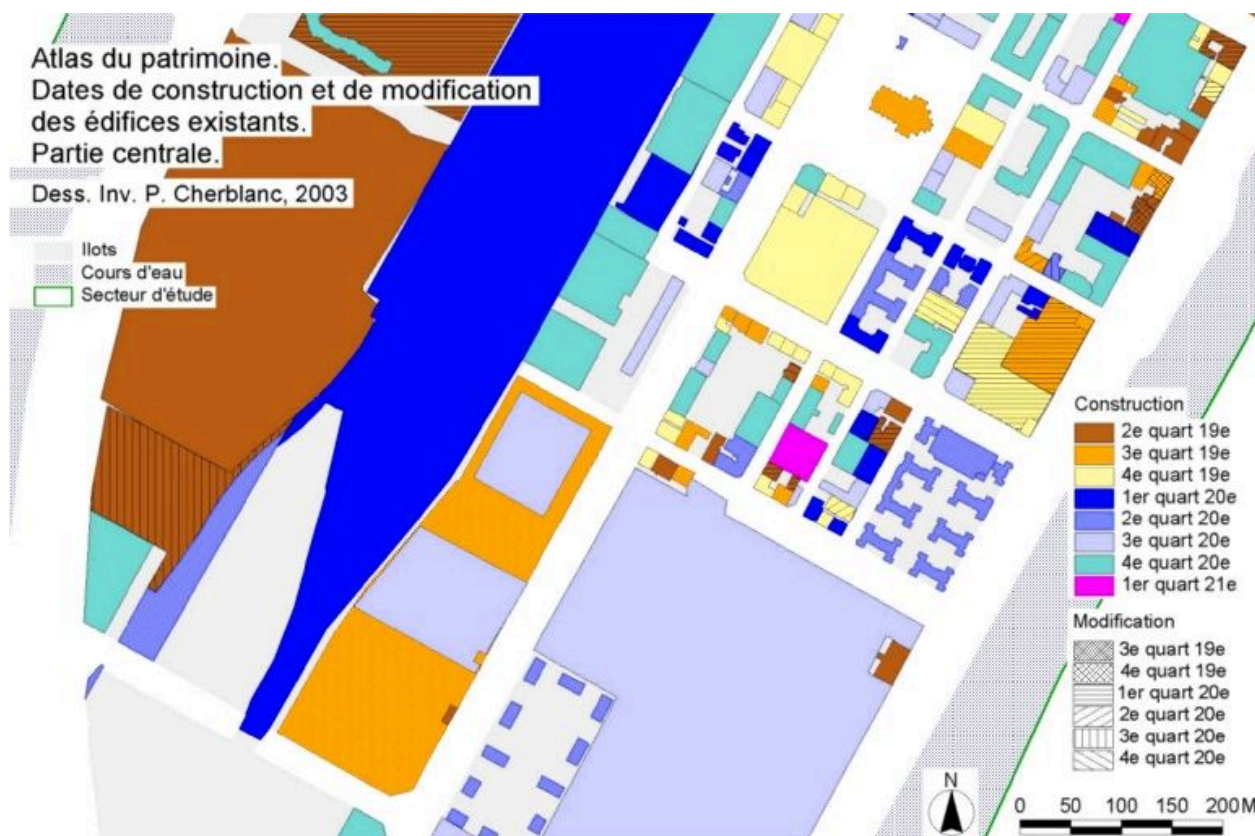 Atlas du patrimoine.
Dates de construction et de modification
des édifices existants.
Partie centrale.
Dess. Inv. P. Cherblanc, 2003
Ilots
Cours d'eau
Secteur d'étude
Construction
2e quart 19e
3e quart 19e
4e quart 19e
1er quart 20e
2e quart 20e
3e quart 20e
4e quart 20e
1er quart 21e
Modification
3e quart 19e
4e quart 19e
1er quart 20e
2e quart 20e
3e quart 20e
4e quart 20e
N
0 50 100 150 200M